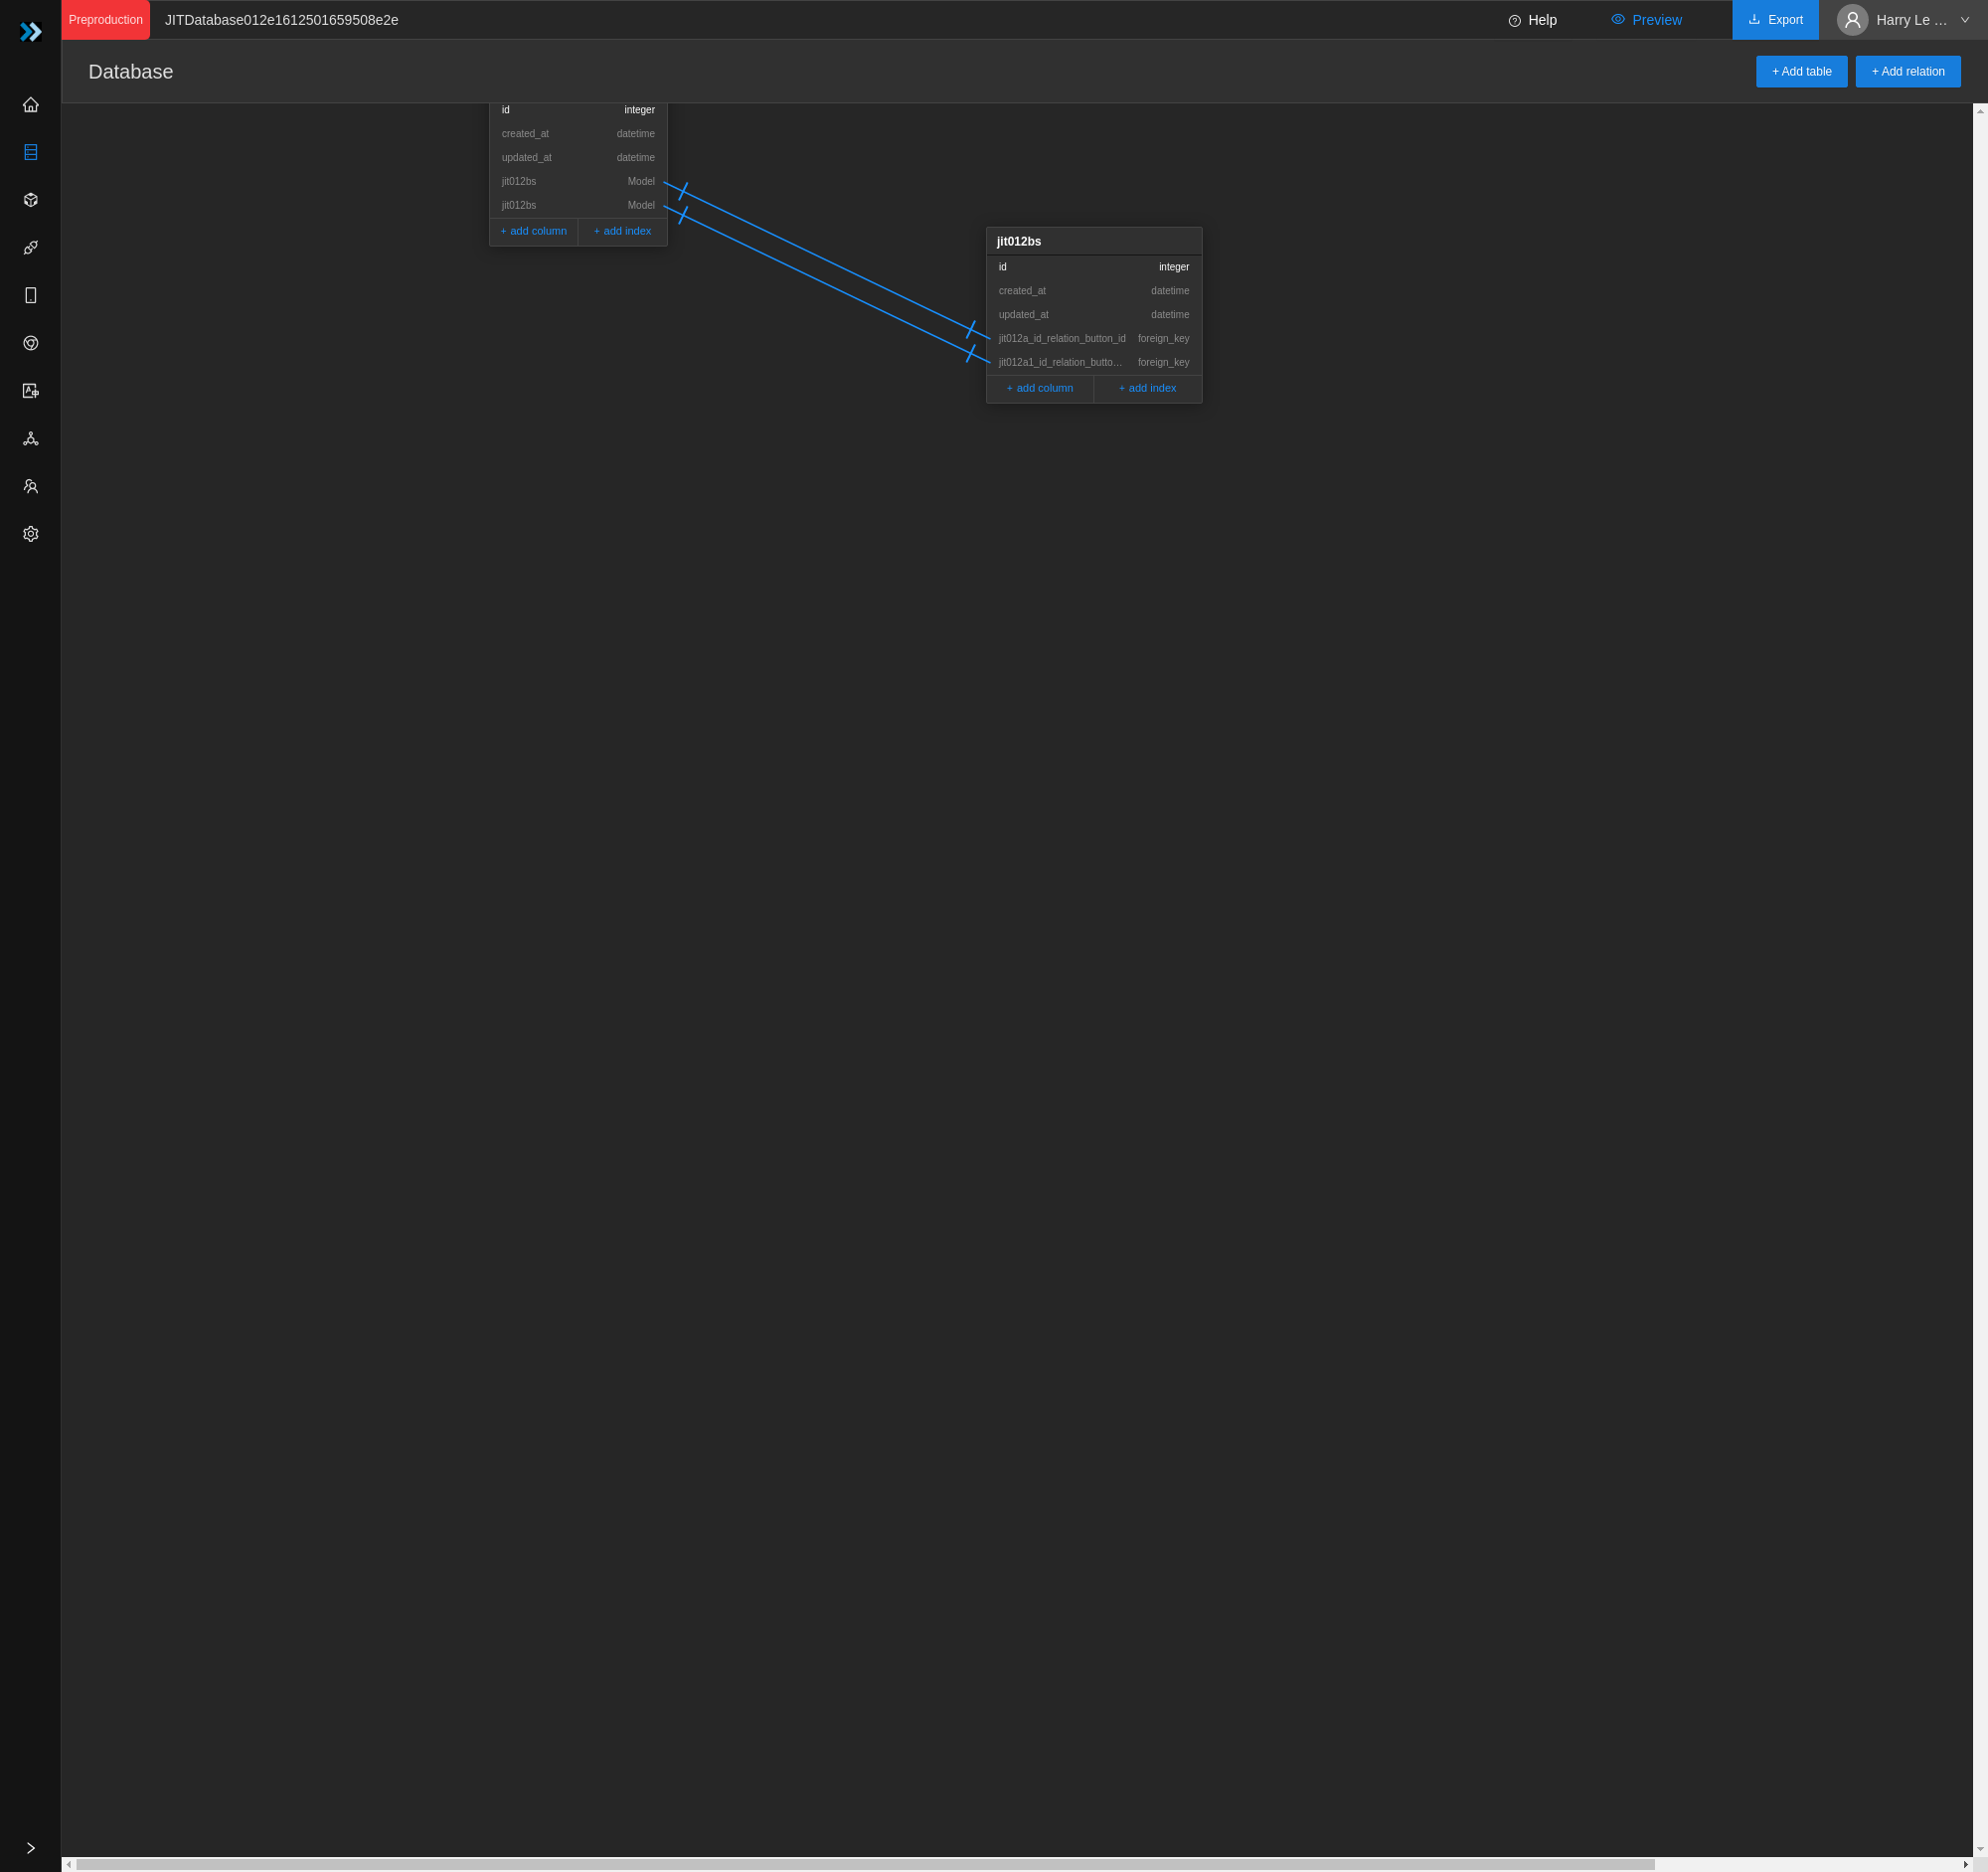 Preproduction JITDatabase012e1612501659508e2e Help Preview Export Harry Le ...
Database + Add table + Add relation
id integer
created_at datetime
updated_at datetime
jit012bs Model
jit012bs Model
+ add column + add index
jit012bs
id integer
created_at datetime
updated_at datetime
jit012a_id_relation_button_id foreign_key
jit012a1_id_relation_butto... foreign_key
+ add column + add index